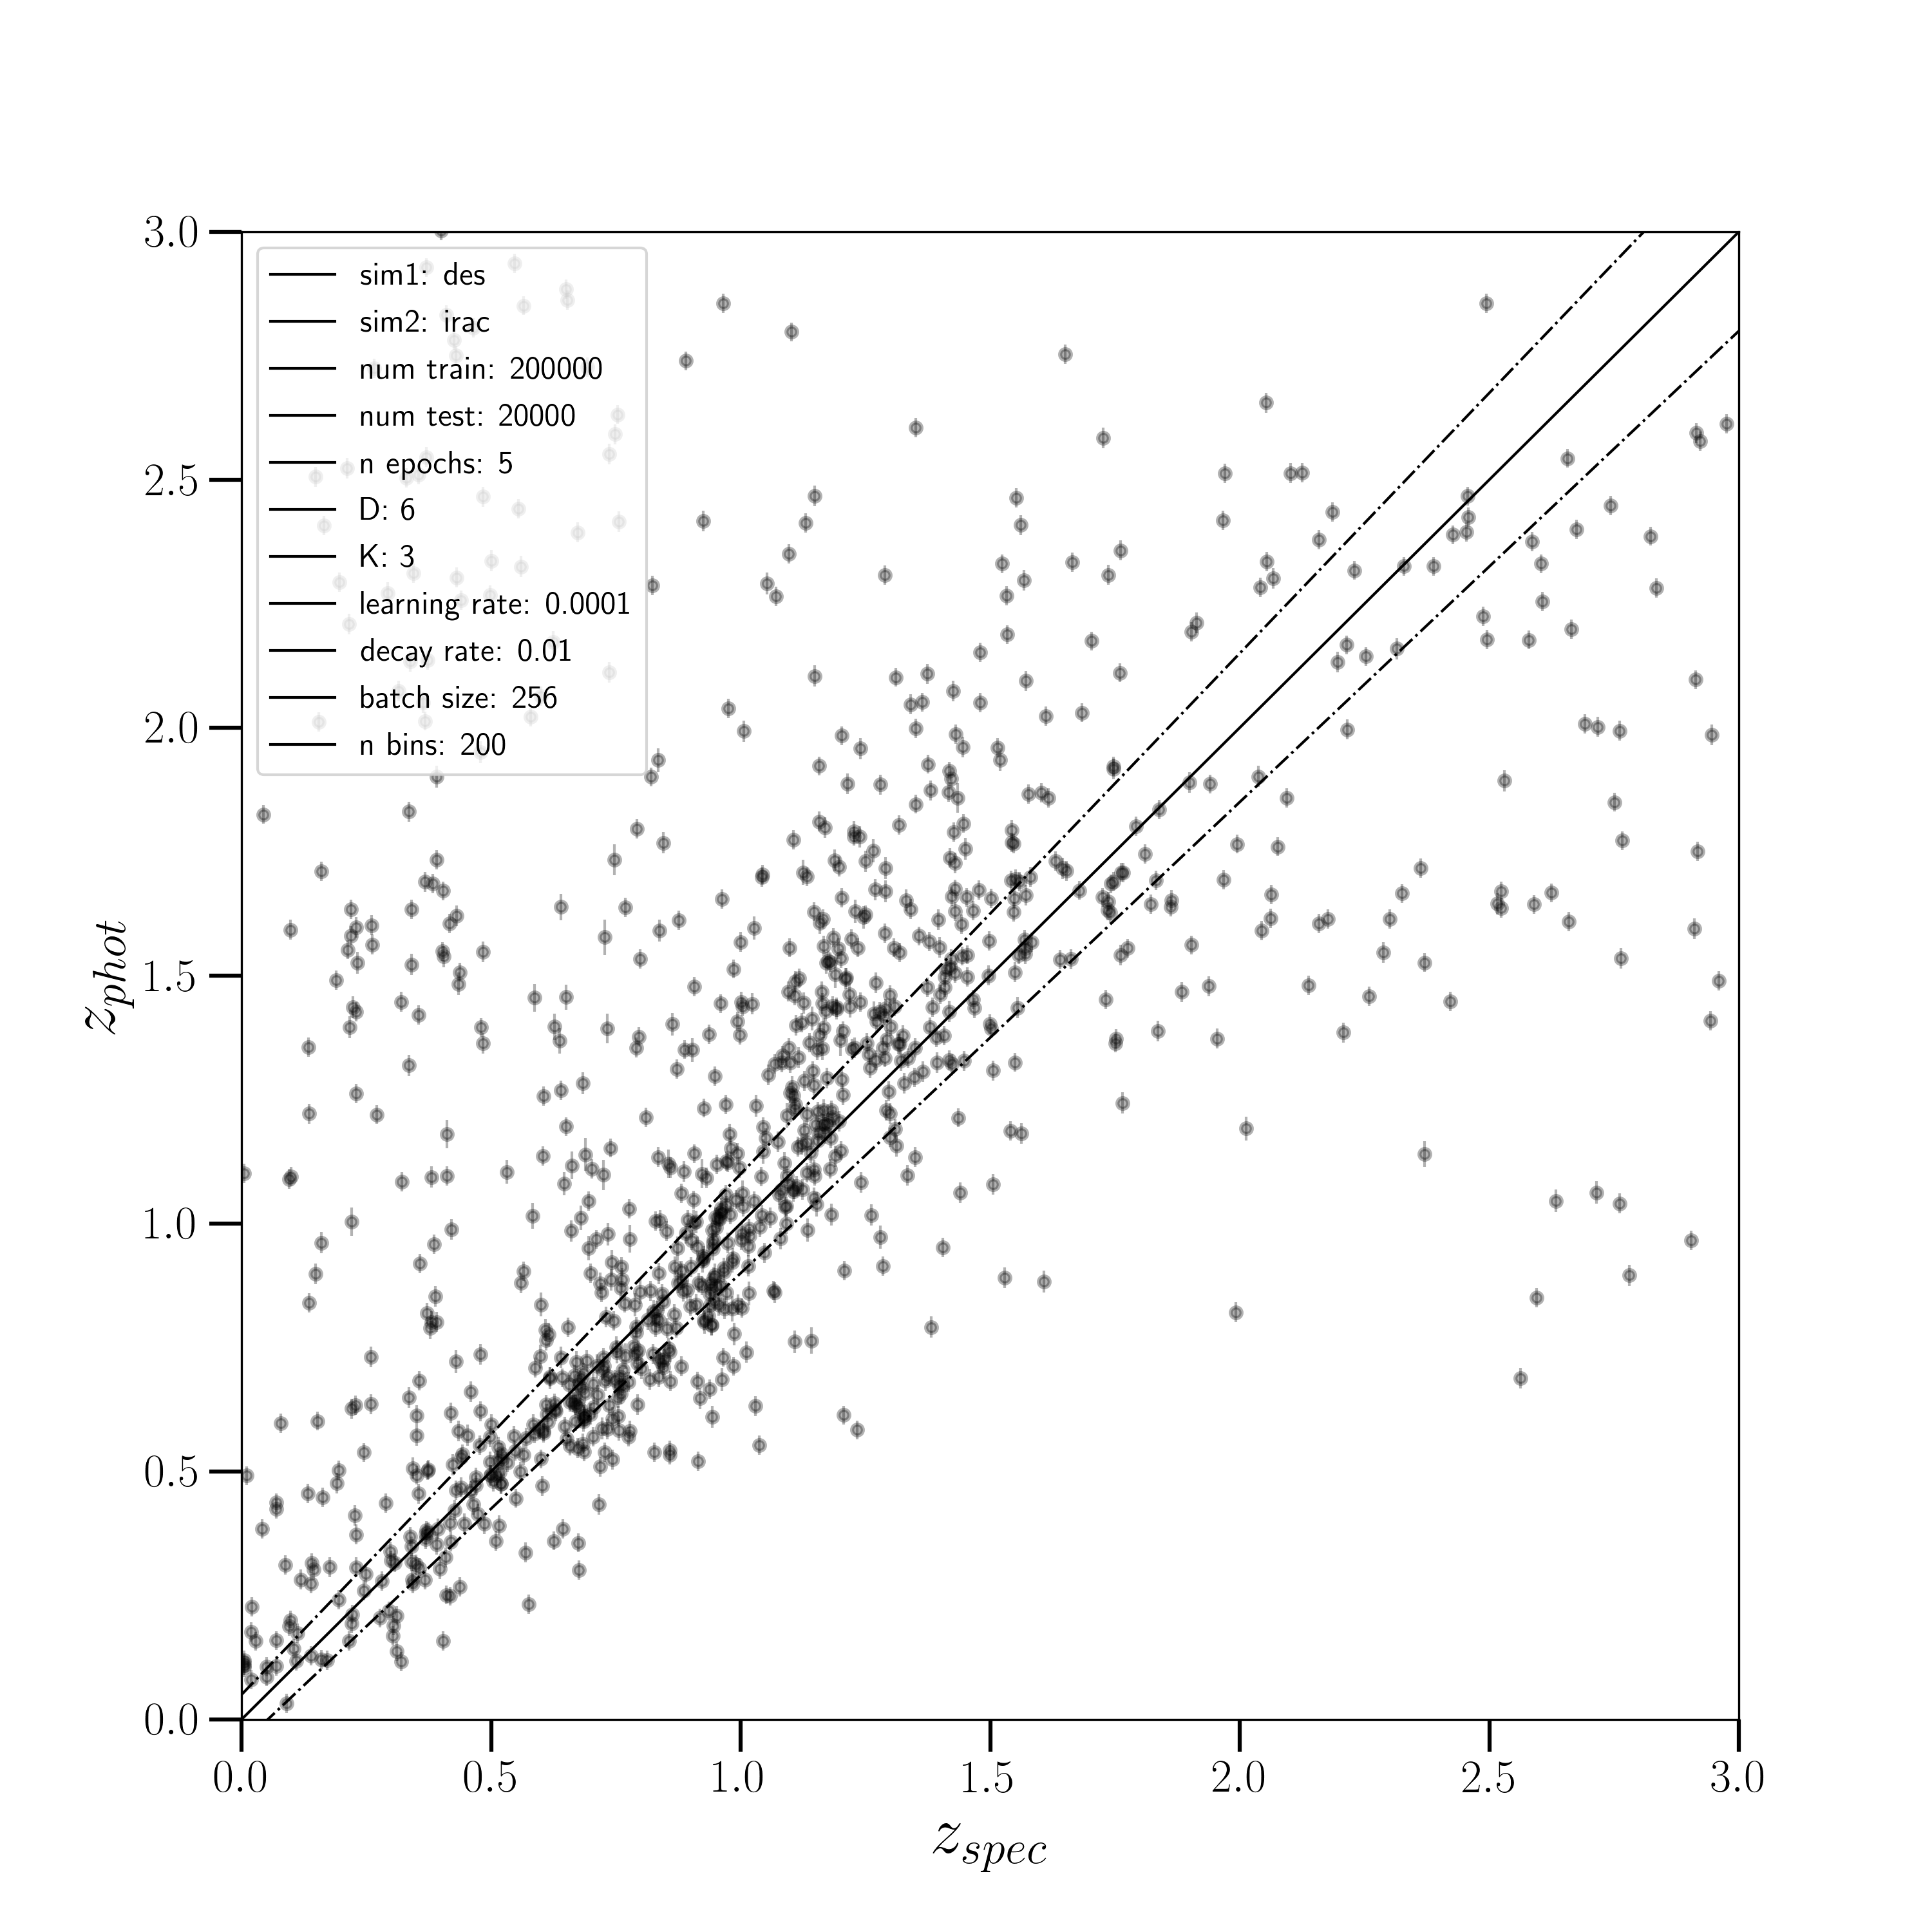 3.0
2.5
2.0
1.5
1.0
0.5
0.0
z_phot
sim1: des
sim2: irac
num train: 200000
num test: 20000
n epochs: 5
D: 6
K: 3
learning rate: 0.0001
decay rate: 0.01
batch size: 256
n bins: 200
0.0 0.5 1.0 1.5 2.0 2.5 3.0
z_spec